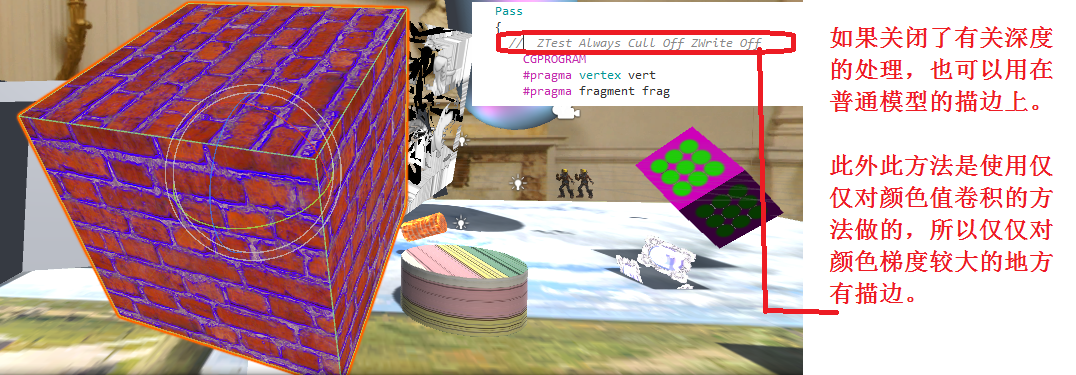 Pass
{
// ZTest Always Cull Off ZWrite Off
CGPROGRAM
#pragma vertex vert
#pragma fragment frag
如果关闭了有关深度
的处理，也可以用在
普通模型的描边上。
此外此方法是使用仅
仅对颜色值卷积的方
法做的，所以仅仅对
颜色梯度较大的地方
有描边。